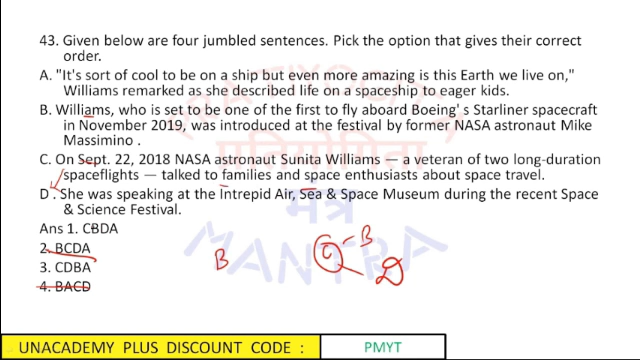 43. Given below are four jumbled sentences. Pick the option that gives their correct
order.
A. "It's sort of cool to be on a ship but even more amazing is this Earth we live on,"
Williams remarked as she described life on a spaceship to eager kids.
B. Williams, who is set to be one of the first to fly aboard Boeing' s Starliner spacecraft
in November 2019, was introduced at the festival by former NASA astronaut Mike
Massimino .
C. On Sept. 22, 2018 NASA astronaut Sunita Williams — a veteran of two long-duration
spaceflights — talked to families and space enthusiasts about space travel.
D . She was speaking at the Intrepid Air, Sea & Space Museum during the recent Space
& Science Festival.
Ans 1. CBDA
2. BCDA
3. CDBA
4. BACD
B
C B
D
प्रतियोगिता
मंत्र
MANTRA
UNACADEMY PLUS DISCOUNT CODE : PMYT